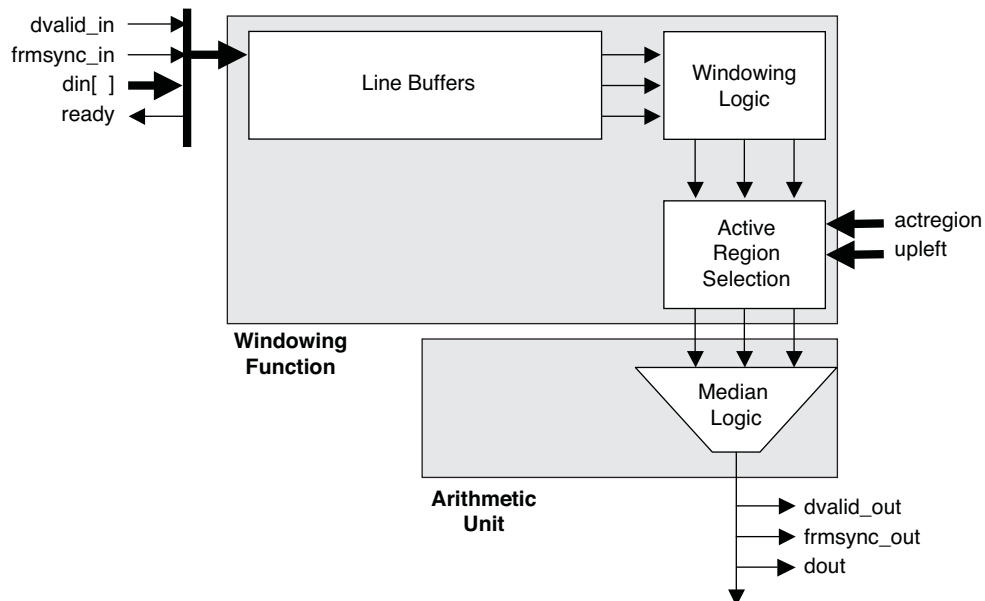 dvalid_in
frmsync_in
din[ ]
ready
Line Buffers
Windowing
Logic
Active
Region
Selection
actregion
upleft
Windowing
Function
Median
Logic
Arithmetic
Unit
dvalid_out
frmsync_out
dout